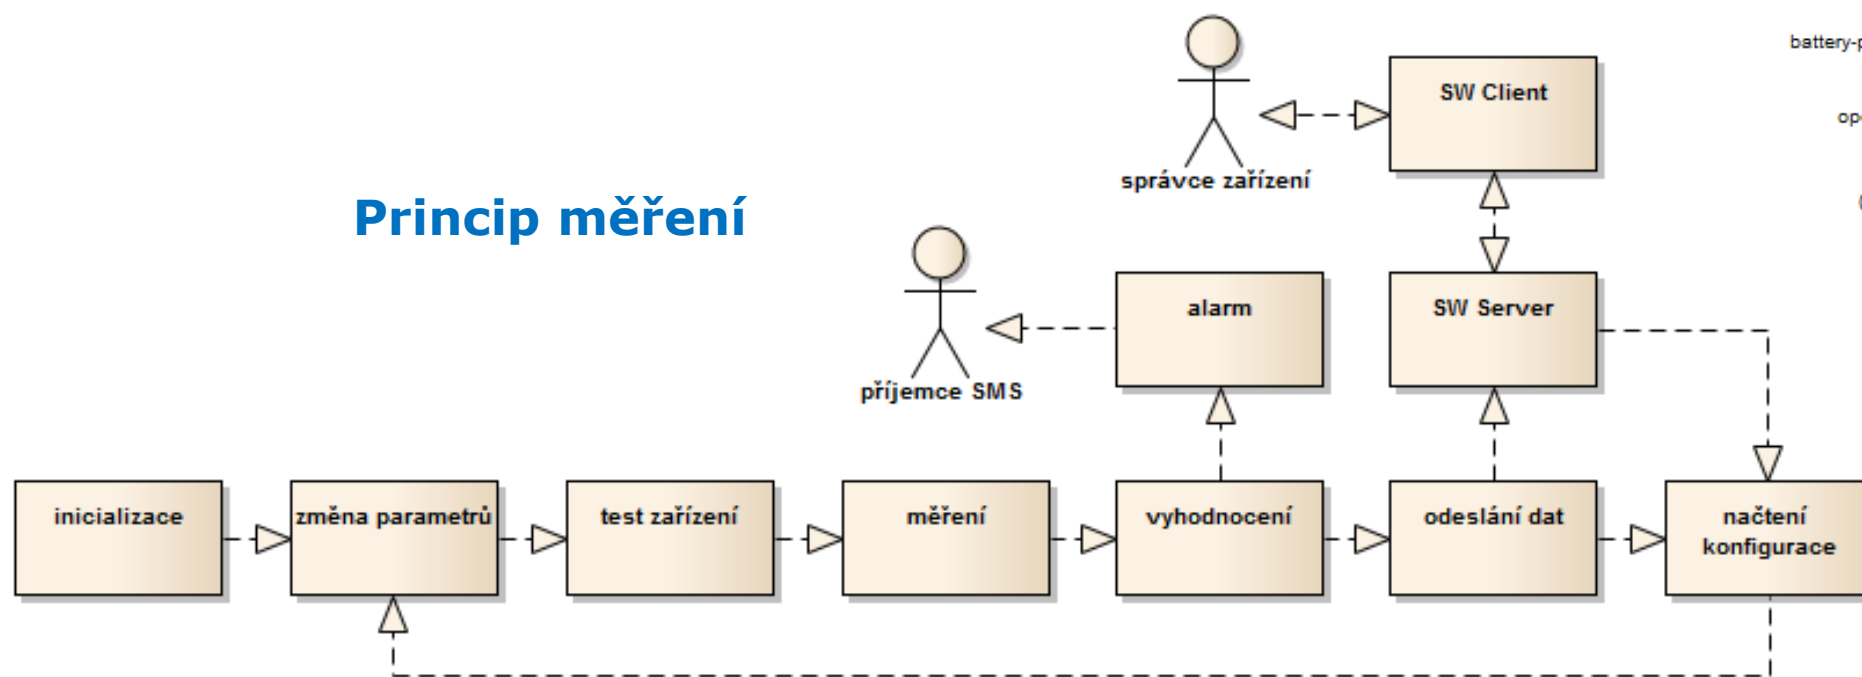 battery-p
SW Client
ope
správce zařízení
(
Princip měření
alarm
SW Server
příjemce SMS
inicializace
změna parametrů
test zařízení
měření
vyhodnocení
odeslání dat
načtení
konfigurace